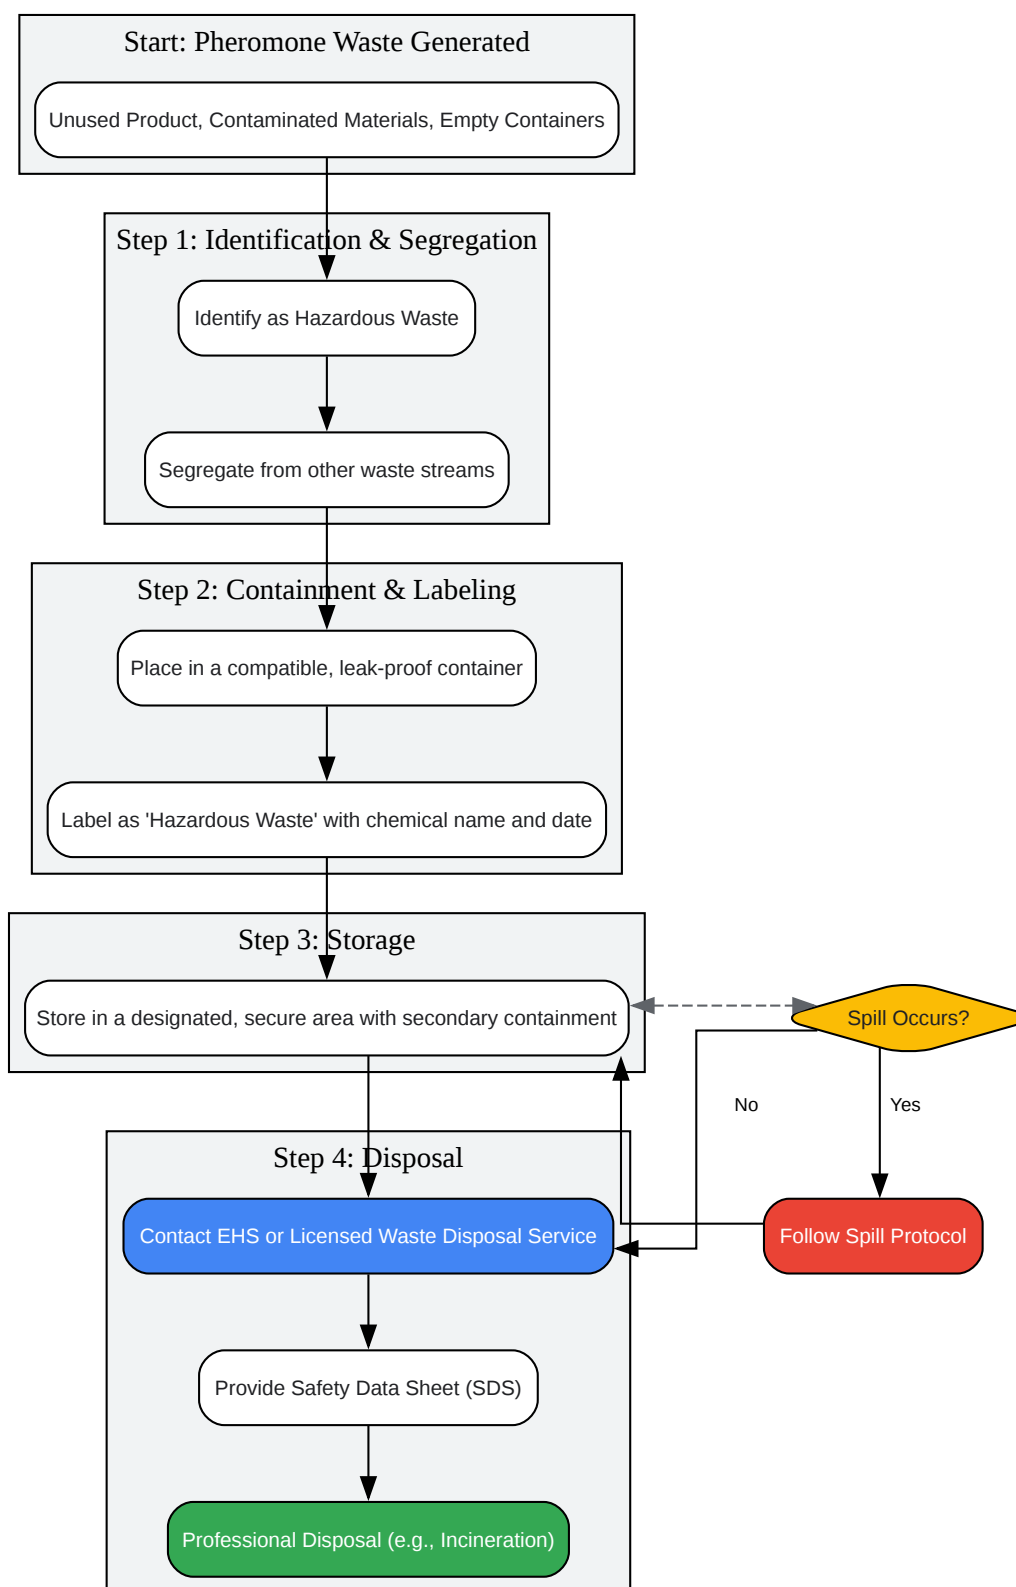 Start: Pheromone Waste Generated
Unused Product, Contaminated Materials, Empty Containers
Step 1: Identification & Segregation
Identify as Hazardous Waste
Segregate from other waste streams
Step 2: Containment & Labeling
Place in a compatible, leak-proof container
Label as 'Hazardous Waste' with chemical name and date
Step 3: Storage
Store in a designated, secure area with secondary containment
Spill Occurs?
No
Yes
Step 4: Disposal
Contact EHS or Licensed Waste Disposal Service
Follow Spill Protocol
Provide Safety Data Sheet (SDS)
Professional Disposal (e.g., Incineration)